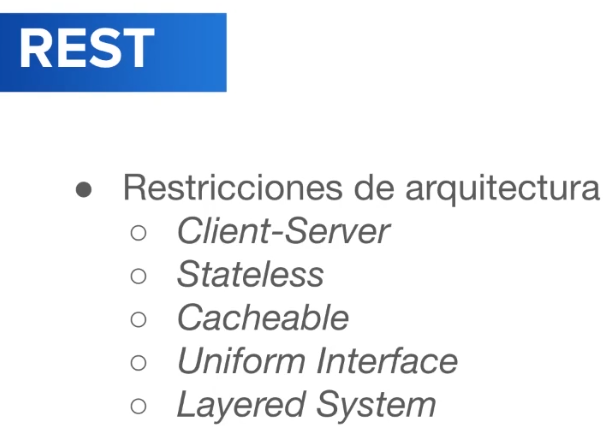 REST
● Restricciones de arquitectura
○ Client-Server
○ Stateless
○ Cacheable
○ Uniform Interface
○ Layered System